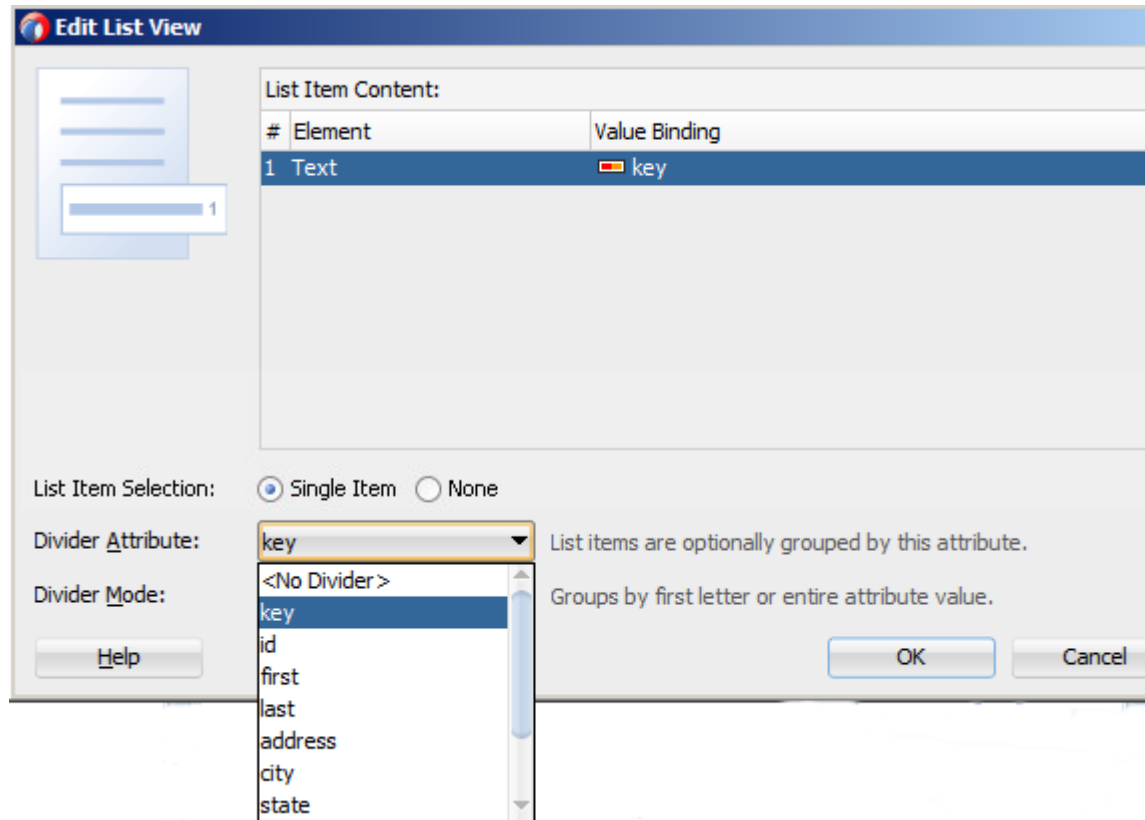 Edit List View
List Item Content:
# Element Value Binding
1 Text key
1
List Item Selection: Single Item None
Divider Attribute: key List items are optionally grouped by this attribute.
<No Divider>
Divider Mode: Groups by first letter or entire attribute value.
key
id
Help OK Cancel
first
last
address
city
state